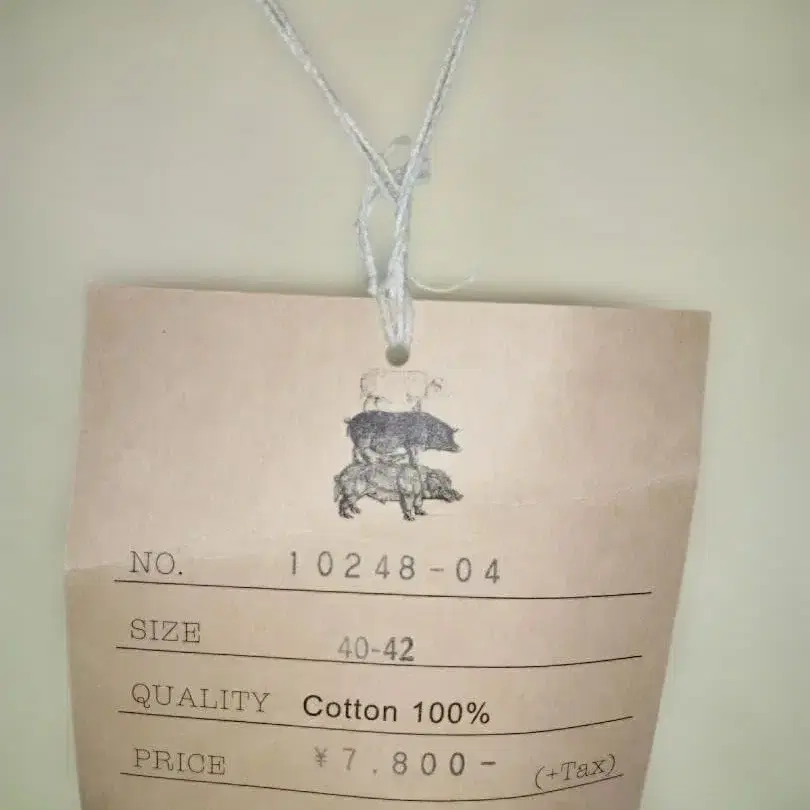 NO. 10248-04
SIZE 40-42
QUALITY Cotton 100%
PRICE ¥7.800- (+Tax)